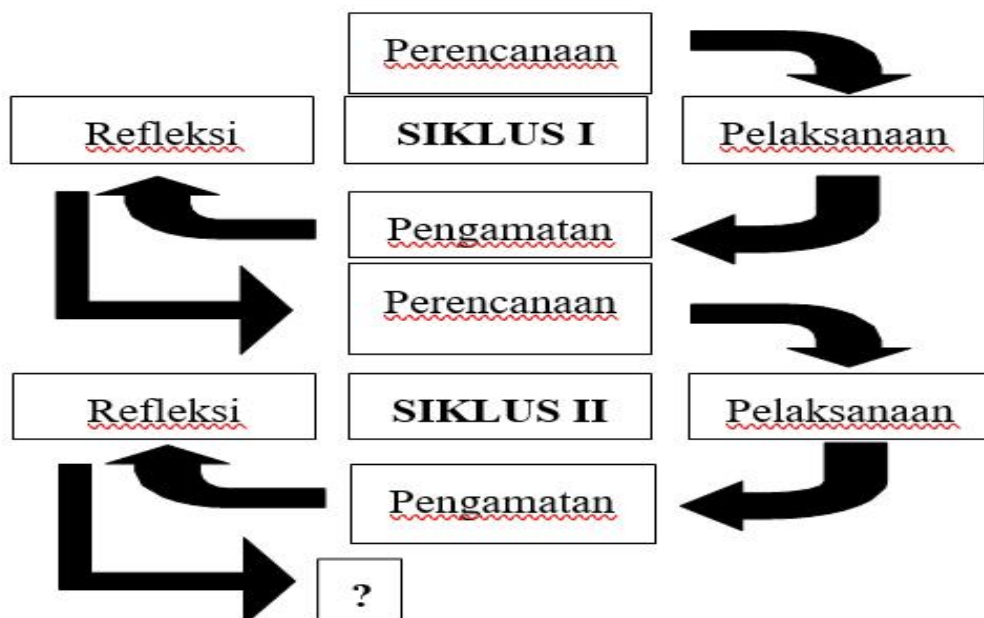 Perencanaan
Refleksi
SIKLUS I
Pelaksanaan
Pengamatan
Perencanaan
Refleksi
SIKLUS II
Pelaksanaan
Pengamatan
?